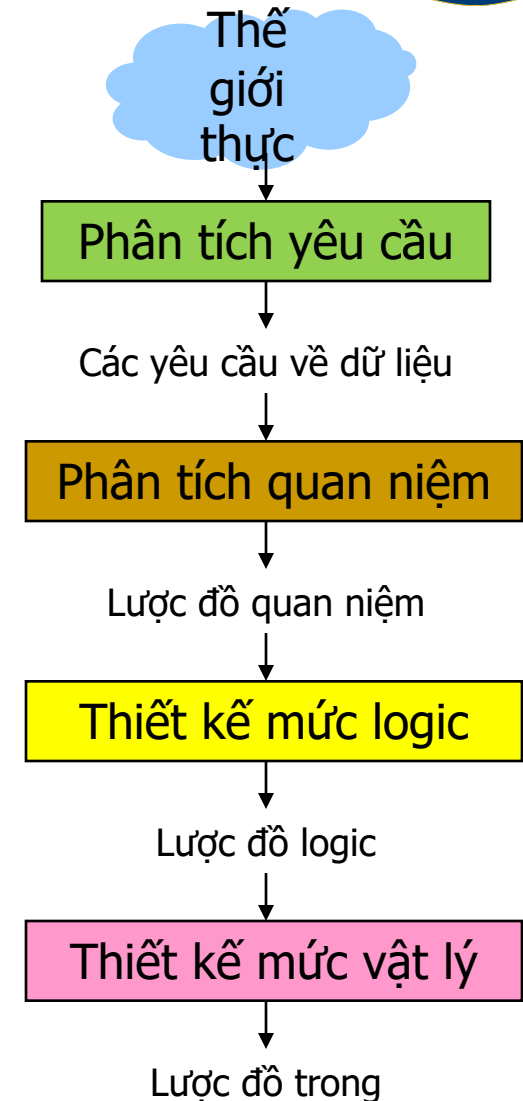 Thế
giới
thực
Phân tích yêu cầu
Các yêu cầu về dữ liệu
Phân tích quan niệm
Lược đồ quan niệm
Thiết kế mức logic
Lược đồ logic
Thiết kế mức vật lý
Lược đồ trong